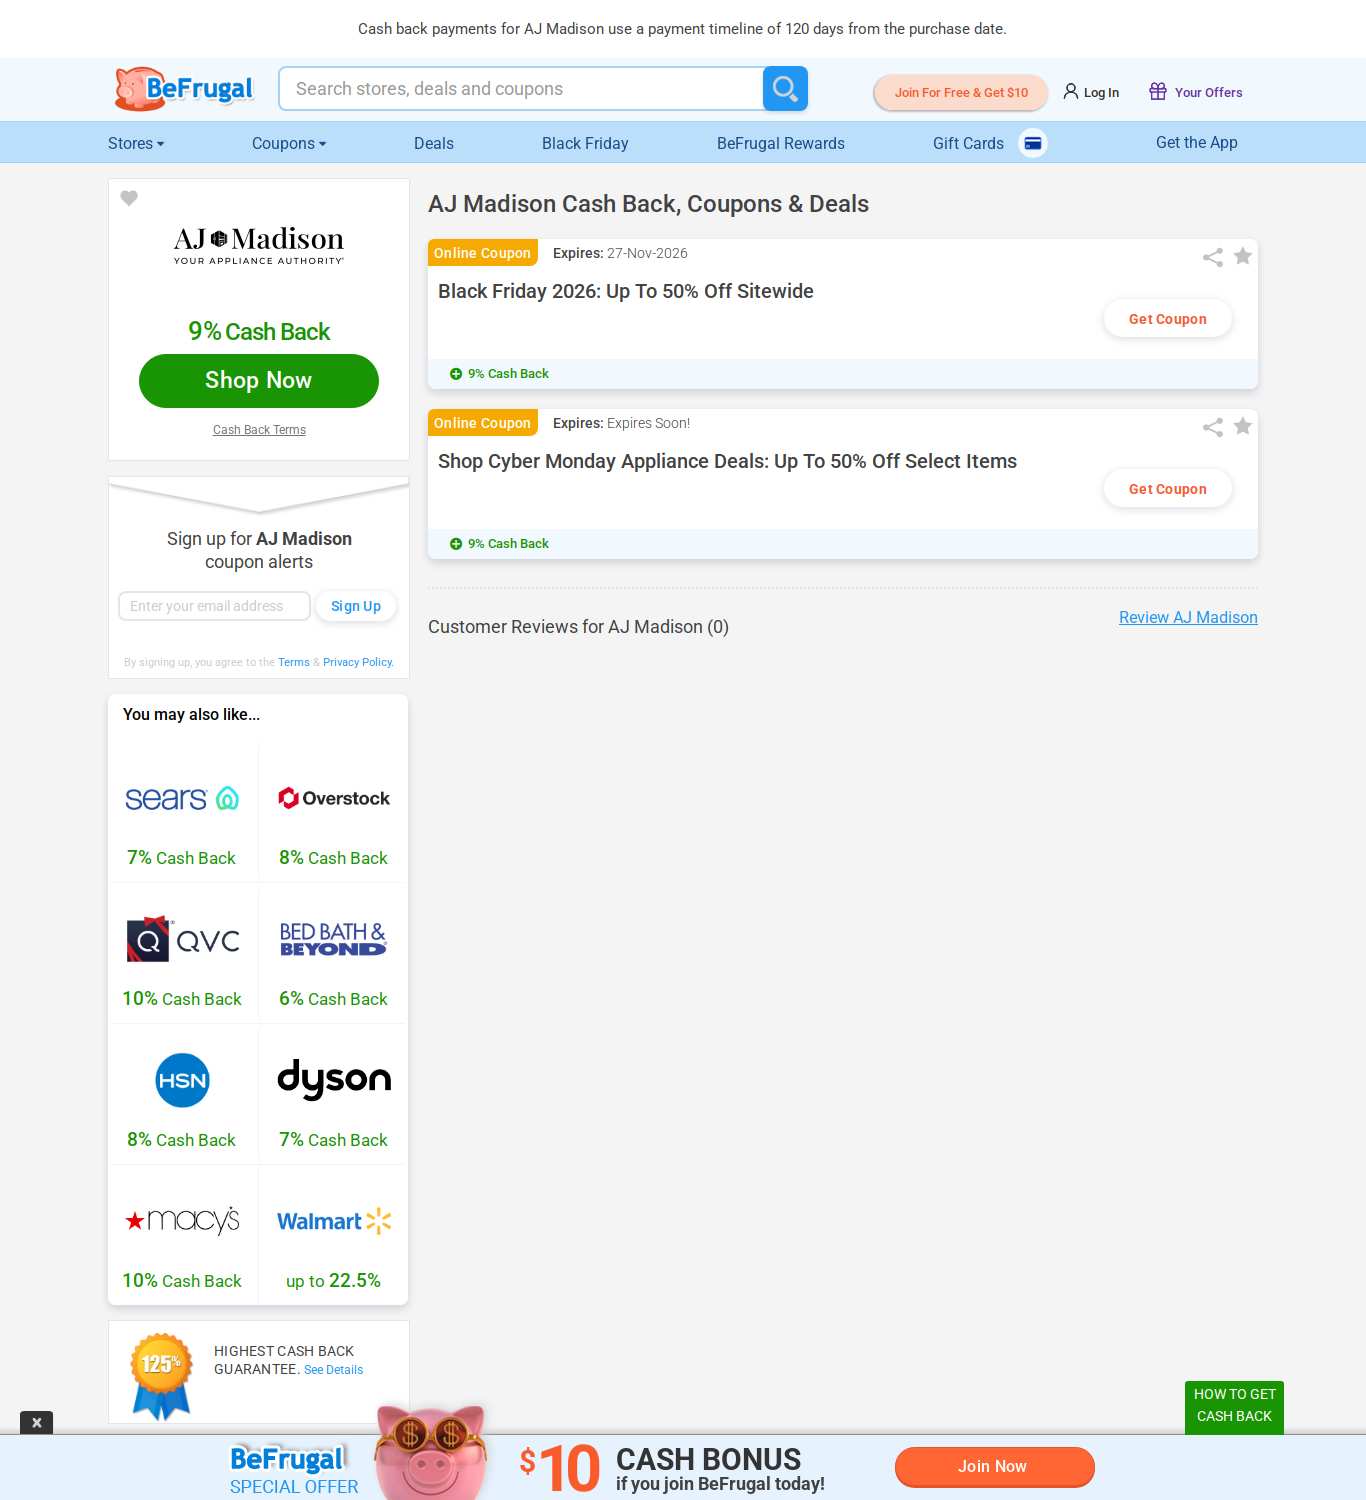 Cash back payments for AJ Madison use a payment timeline of 120 days from the purchase date.
BeFrugal
Search stores, deals and coupons
Join For Free & Get $10
Log In
Your Offers
Stores
Coupons
Deals
Black Friday
BeFrugal Rewards
Gift Cards
Get the App
AJ Madison
YOUR APPLIANCE AUTHORITY
9% Cash Back
Shop Now
Cash Back Terms
Sign up for AJ Madison
coupon alerts
Enter your email address
Sign Up
By signing up, you agree to the Terms & Privacy Policy.
You may also like...
sears
Overstock
7% Cash Back
8% Cash Back
Q QVC
BED BATH &
BEYOND
10% Cash Back
6% Cash Back
HSN
dyson
8% Cash Back
7% Cash Back
macy's
Walmart
10% Cash Back
up to 22.5%
125%
HIGHEST CASH BACK
GUARANTEE. See Details
AJ Madison Cash Back, Coupons & Deals
Online Coupon
Expires: 27-Nov-2026
Black Friday 2026: Up To 50% Off Sitewide
Get Coupon
9% Cash Back
Online Coupon
Expires: Expires Soon!
Shop Cyber Monday Appliance Deals: Up To 50% Off Select Items
Get Coupon
9% Cash Back
Customer Reviews for AJ Madison (0)
Review AJ Madison
HOW TO GET
CASH BACK
x
BeFrugal
SPECIAL OFFER
$10
CASH BONUS
if you join BeFrugal today!
Join Now